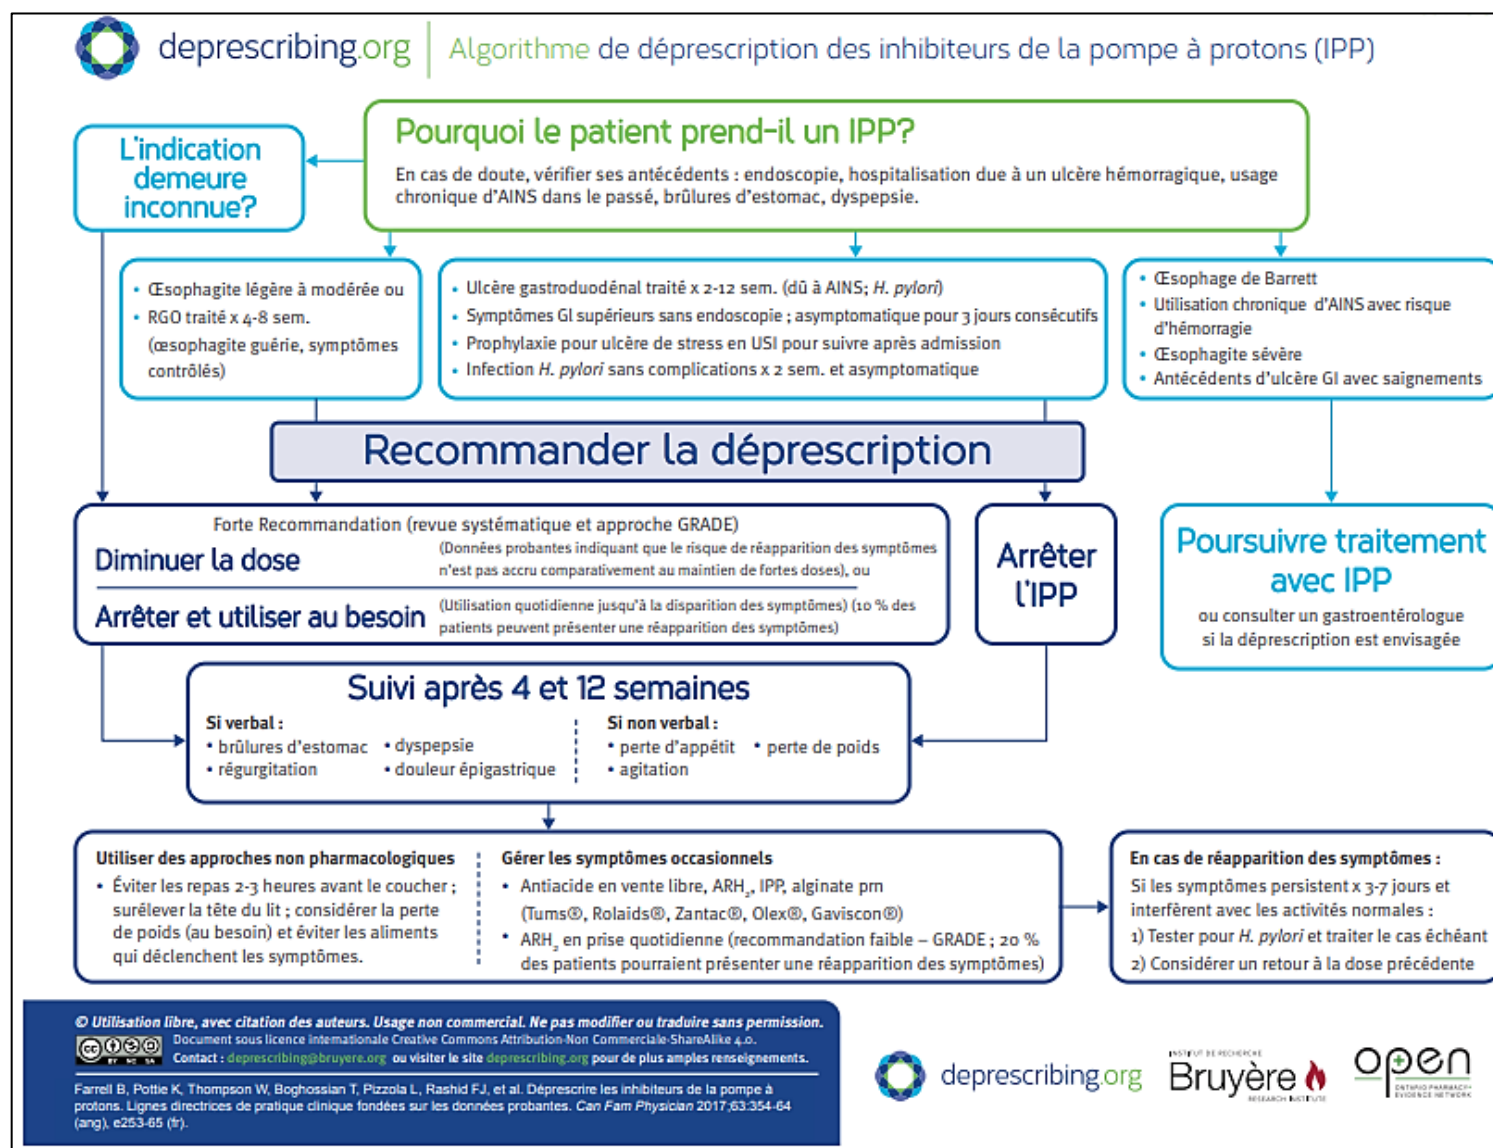 deprescribing.org
Algorithme de déprescription des inhibiteurs de la pompe à protons (IPP)
L'indication
demeure
inconnue?
Pourquoi le patient prend-il un IPP?
En cas de doute, vérifier ses antécédents : endoscopie, hospitalisation due à un ulcère hémorragique, usage
chronique d'AINS dans le passé, brûlures d'estomac, dyspepsie.
• Œsophagite légère à modérée ou
• RGO traité x 4-8 sem.
(œsophagite guérie, symptômes
contrôlés)
• Ulcère gastroduodénal traité x 2-12 sem. (dû à AINS; H. pylori)
• Symptômes GI supérieurs sans endoscopie ; asymptomatique pour 3 jours consécutifs
• Prophylaxie pour ulcère de stress en USI pour suivre après admission
• Infection H. pylori sans complications x 2 sem. et asymptomatique
• Œsophage de Barrett
• Utilisation chronique d'AINS avec risque
d'hémorragie
• Œsophagite sévère
• Antécédents d'ulcère GI avec saignements
Recommander la déprescription
Forte Recommandation (revue systématique et approche GRADE)
Diminuer la dose
(Données probantes indiquant que le risque de réapparition des symptômes
n'est pas accru comparativement au maintien de fortes doses), ou
Arrêter et utiliser au besoin
(Utilisation quotidienne jusqu'à la disparition des symptômes) (10 % des
patients peuvent présenter une réapparition des symptômes)
Arrêter
l'IPP
Poursuivre traitement
avec IPP
ou consulter un gastroentérologue
si la déprescription est envisagée
Suivi après 4 et 12 semaines
Si verbal :
• brûlures d'estomac • dyspepsie
• régurgitation • douleur épigastrique
Si non verbal :
• perte d'appétit • perte de poids
• agitation
Utiliser des approches non pharmacologiques
• Éviter les repas 2-3 heures avant le coucher ;
surélever la tête du lit ; considérer la perte
de poids (au besoin) et éviter les aliments
qui déclenchent les symptômes.
Gérer les symptômes occasionnels
• Antiacide en vente libre, ARH₂, IPP, alginate prn
(Tums®, Rolaids®, Zantac®, Olex®, Gaviscon®)
• ARH₂ en prise quotidienne (recommandation faible – GRADE ; 20 %
des patients pourraient présenter une réapparition des symptômes)
En cas de réapparition des symptômes :
Si les symptômes persistent x 3-7 jours et
interfèrent avec les activités normales :
1) Tester pour H. pylori et traiter le cas échéant
2) Considérer un retour à la dose précédente
© Utilisation libre, avec citation des auteurs. Usage non commercial. Ne pas modifier ou traduire sans permission.
cc BY NC SA
Document sous licence internationale Creative Commons Attribution-Non Commerciale-ShareAlike 4.0.
Contact : deprescribing@bruyere.org ou visiter le site deprescribing.org pour de plus amples renseignements.
Farrell B, Pottie K, Thompson W, Boghossian T, Pizzola L, Rashid FJ, et al. Déprescrire les inhibiteurs de la pompe à
protons. Lignes directrices de pratique clinique fondées sur les données probantes. Can Fam Physician 2017;63:354-64
(ang), e253-65 (fr).
deprescribing.org
INSTITUT DE RECHERCHE
Bruyère
RESEARCH INSTITUTE
open
ONTARIO PHARMACY
EVIDENCE NETWORK